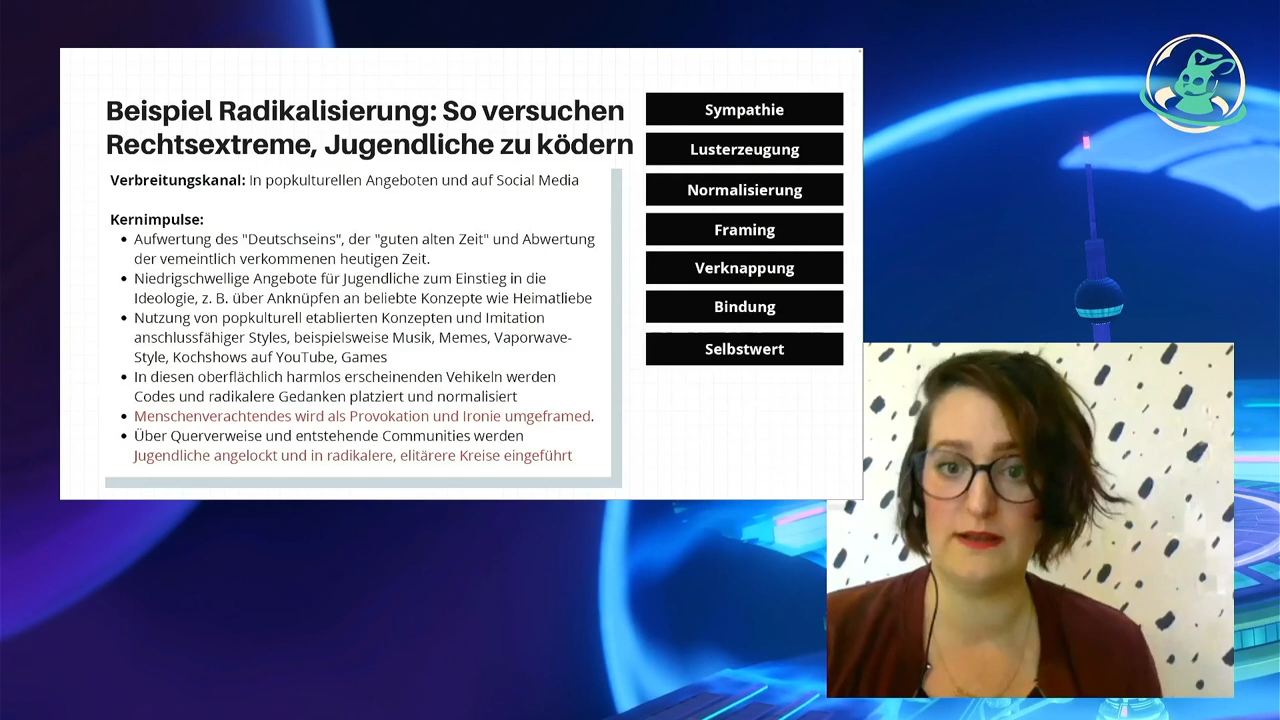 Beispiel Radikalisierung: So versuchen
Rechtsextreme, Jugendliche zu ködern
Verbreitungskanal: In popkulturellen Angeboten und auf Social Media
Kernimpulse:
• Aufwertung des "Deutschseins", der "guten alten Zeit" und Abwertung
der vemeintlich verkommenen heutigen Zeit.
• Niedrigschwellige Angebote für Jugendliche zum Einstieg in die
Ideologie, z. B. über Anknüpfen an beliebte Konzepte wie Heimatliebe
• Nutzung von popkulturell etablierten Konzepten und Imitation
anschlussfähiger Styles, beispielsweise Musik, Memes, Vaporwave-
Style, Kochshows auf YouTube, Games
• In diesen oberflächlich harmlos erscheinenden Vehikeln werden
Codes und radikalere Gedanken platziert und normalisiert
• Menschenverachtendes wird als Provokation und Ironie umgeframed.
• Über Querverweise und entstehende Communities werden
Jugendliche angelockt und in radikalere, elitärere Kreise eingeführt
Sympathie
Lusterzeugung
Normalisierung
Framing
Verknappung
Bindung
Selbstwert